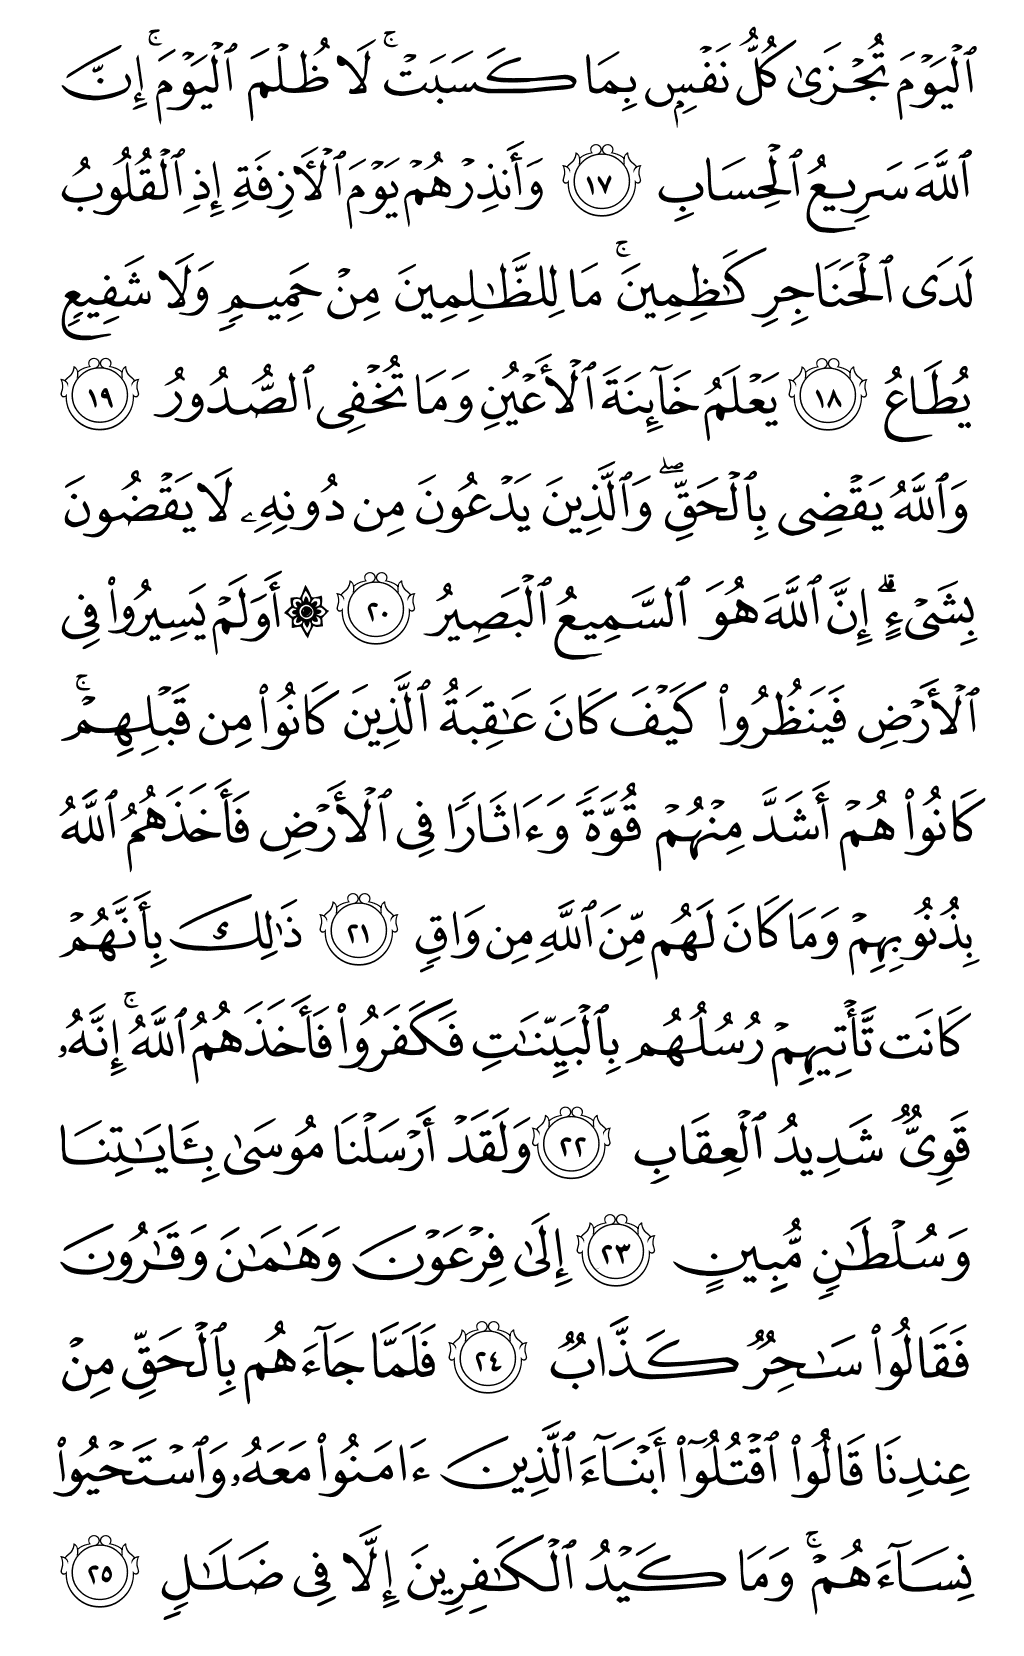 ٱلۡيَوۡمَ تُجۡزَىٰ كُلُّ نَفۡسِۭ بِمَا كَسَبَتۡۚ لَا ظُلۡمَ ٱلۡيَوۡمَۚ إِنَّ
ٱللَّهَ سَرِيعُ ٱلۡحِسَابِ ١٧ وَأَنذِرۡهُمۡ يَوۡمَ ٱلۡأٓزِفَةِ إِذِ ٱلۡقُلُوبُ
لَدَى ٱلۡحَنَاجِرِ كَٰظِمِينَۚ مَا لِلظَّٰلِمِينَ مِنۡ حَمِيمٖ وَلَا شَفِيعٖ
يُطَاعُ ١٨ يَعۡلَمُ خَآئِنَةَ ٱلۡأَعۡيُنِ وَمَا تُخۡفِي ٱلصُّدُورُ ١٩
وَٱللَّهُ يَقۡضِي بِٱلۡحَقِّۖ وَٱلَّذِينَ يَدۡعُونَ مِن دُونِهِۦ لَا يَقۡضُونَ
بِشَيۡءٍۗ إِنَّ ٱللَّهَ هُوَ ٱلسَّمِيعُ ٱلۡبَصِيرُ ٢٠ ۞ أَوَلَمۡ يَسِيرُواْ فِي
ٱلۡأَرۡضِ فَيَنظُرُواْ كَيۡفَ كَانَ عَٰقِبَةُ ٱلَّذِينَ كَانُواْ مِن قَبۡلِهِمۡۚ
كَانُواْ هُمۡ أَشَدَّ مِنۡهُمۡ قُوَّةٗ وَءَاثَارٗا فِي ٱلۡأَرۡضِ فَأَخَذَهُمُ ٱللَّهُ
بِذُنُوبِهِمۡ وَمَا كَانَ لَهُم مِّنَ ٱللَّهِ مِن وَاقٖ ٢١ ذَٰلِكَ بِأَنَّهُمۡ
كَانَت تَّأۡتِيهِمۡ رُسُلُهُم بِٱلۡبَيِّنَٰتِ فَكَفَرُواْ فَأَخَذَهُمُ ٱللَّهُۚ إِنَّهُۥ
قَوِيّٞ شَدِيدُ ٱلۡعِقَابِ ٢٢ وَلَقَدۡ أَرۡسَلۡنَا مُوسَىٰ بِـَٔايَٰتِنَا
وَسُلۡطَٰنٖ مُّبِينٍ ٢٣ إِلَىٰ فِرۡعَوۡنَ وَهَٰمَٰنَ وَقَٰرُونَ
فَقَالُواْ سَٰحِرٞ كَذَّابٞ ٢٤ فَلَمَّا جَآءَهُم بِٱلۡحَقِّ مِنۡ
عِندِنَا قَالُواْ ٱقۡتُلُوٓاْ أَبۡنَآءَ ٱلَّذِينَ ءَامَنُواْ مَعَهُۥ وَٱسۡتَحۡيُواْ
نِسَآءَهُمۡۚ وَمَا كَيۡدُ ٱلۡكَٰفِرِينَ إِلَّا فِي ضَلَٰلٖ ٢٥